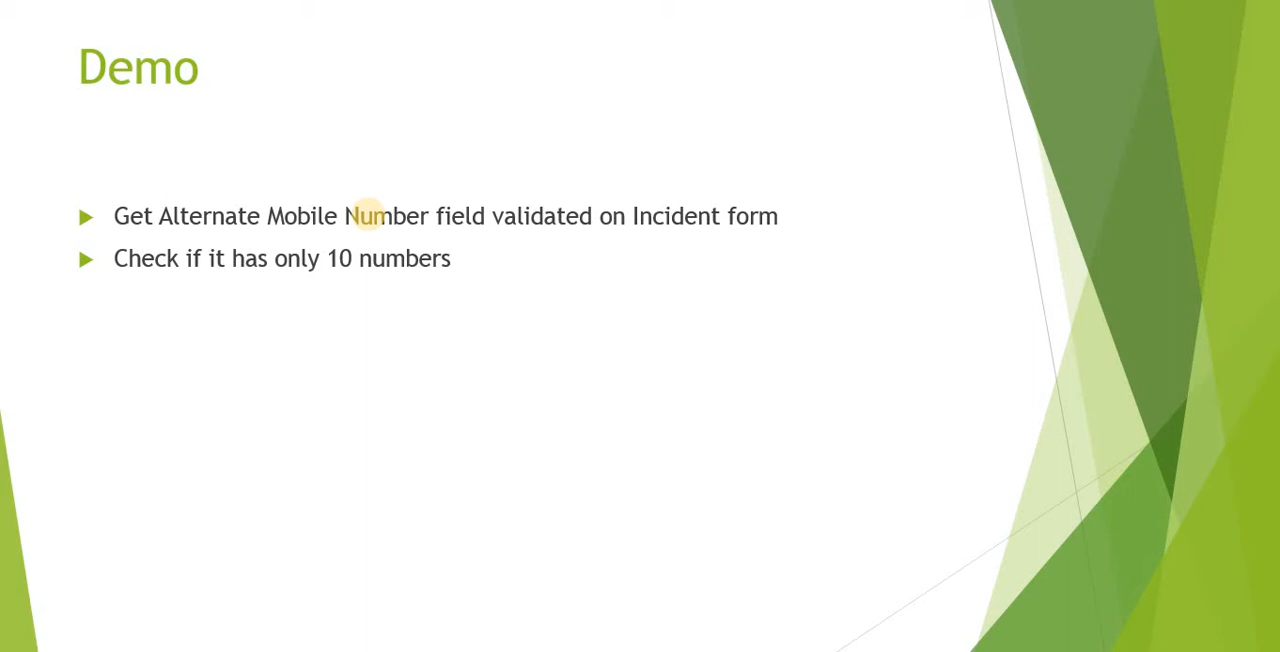 Demo
Get Alternate Mobile Number field validated on Incident form
Check if it has only 10 numbers